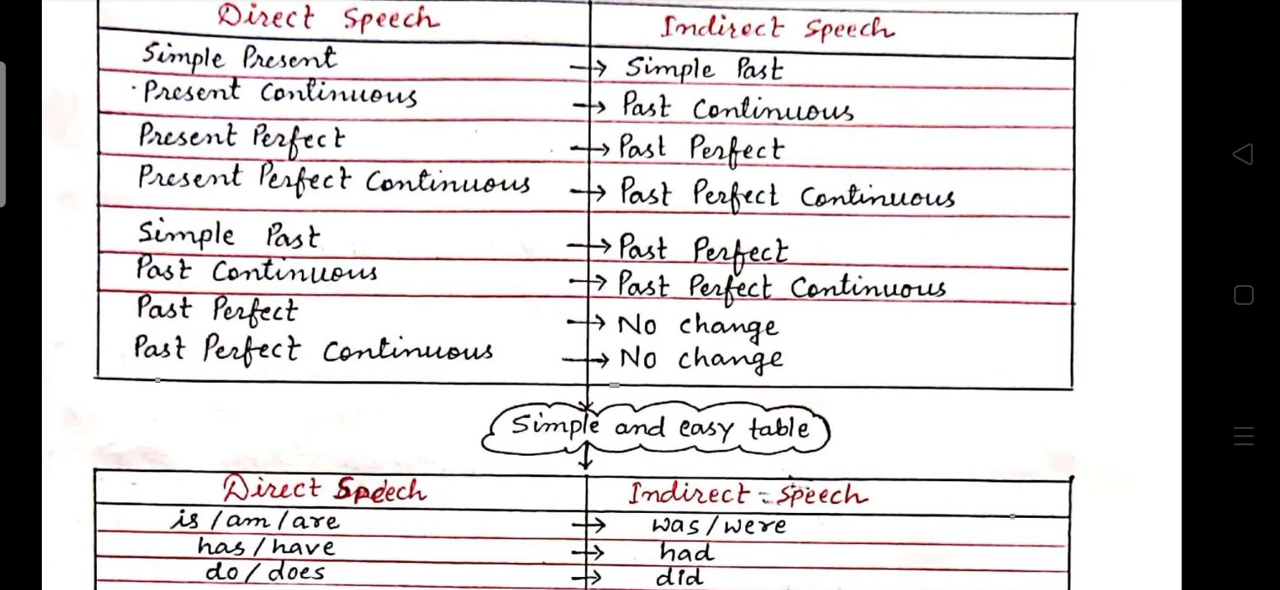 Direct Speech Indirect Speech
Simple Present → Simple Past
Present Continuous → Past Continuous
Present Perfect → Past Perfect
Present Perfect Continuous → Past Perfect Continuous
Simple Past → Past Perfect
Past Continuous → Past Perfect Continuous
Past Perfect → No change
Past Perfect Continuous → No change
Simple and easy table
Direct Speech Indirect - Speech
is / am / are → was / were
has / have → had
do / does → did